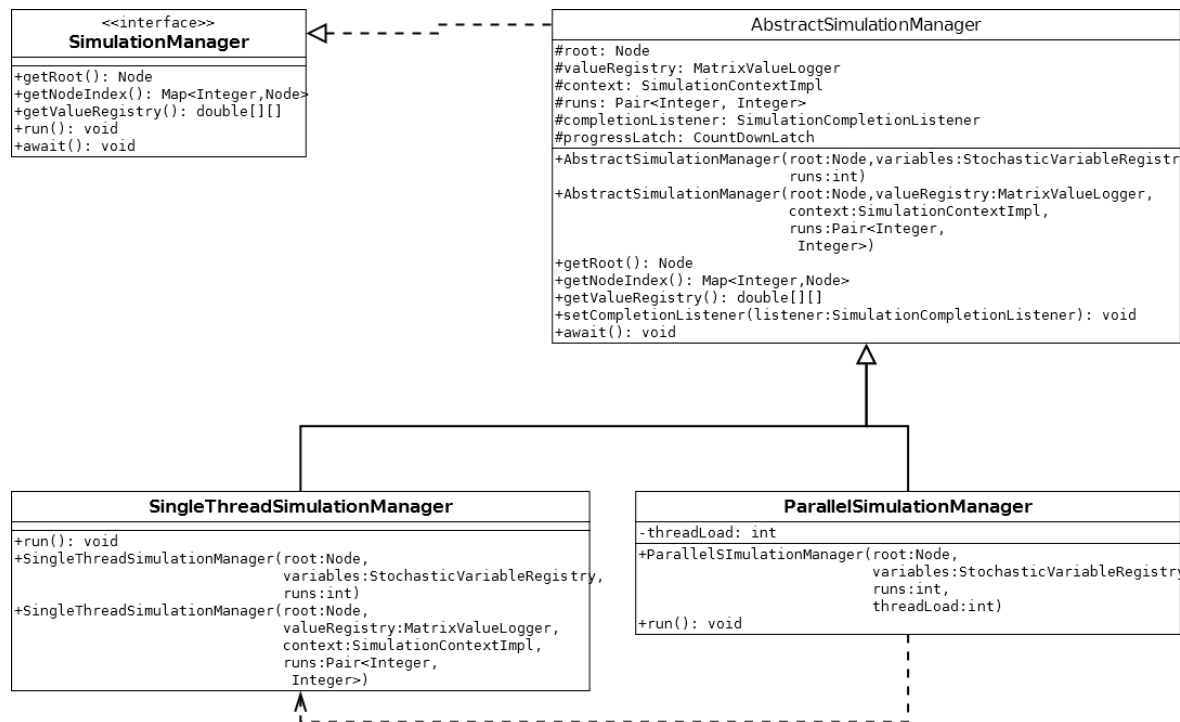 <<interface>>
SimulationManager
+getRoot(): Node
+getNodeIndex(): Map<Integer,Node>
+getValueRegistry(): double[][]
+run(): void
+await(): void
AbstractSimulationManager
#root: Node
#valueRegistry: MatrixValueLogger
#context: SimulationContextImpl
#runs: Pair<Integer, Integer>
#completionListener: SimulationCompletionListener
#progressLatch: CountDownLatch
+AbstractSimulationManager(root:Node,variables:StochasticVariableRegistr
runs:int)
+AbstractSimulationManager(root:Node,valueRegistry:MatrixValueLogger,
context:SimulationContextImpl,
runs:Pair<Integer,
Integer>)
+getRoot(): Node
+getNodeIndex(): Map<Integer,Node>
+getValueRegistry(): double[][]
+setCompletionListener(listener:SimulationCompletionListener): void
+await(): void
SingleThreadSimulationManager
+run(): void
+SingleThreadSimulationManager(root:Node,
variables:StochasticVariableRegistry,
runs:int)
+SingleThreadSimulationManager(root:Node,
valueRegistry:MatrixValueLogger,
context:SimulationContextImpl,
runs:Pair<Integer,
Integer>)
ParallelSimulationManager
-threadLoad: int
+ParallelSImulationManager(root:Node,
variables:StochasticVariableRegistry
runs:int,
threadLoad:int)
+run(): void